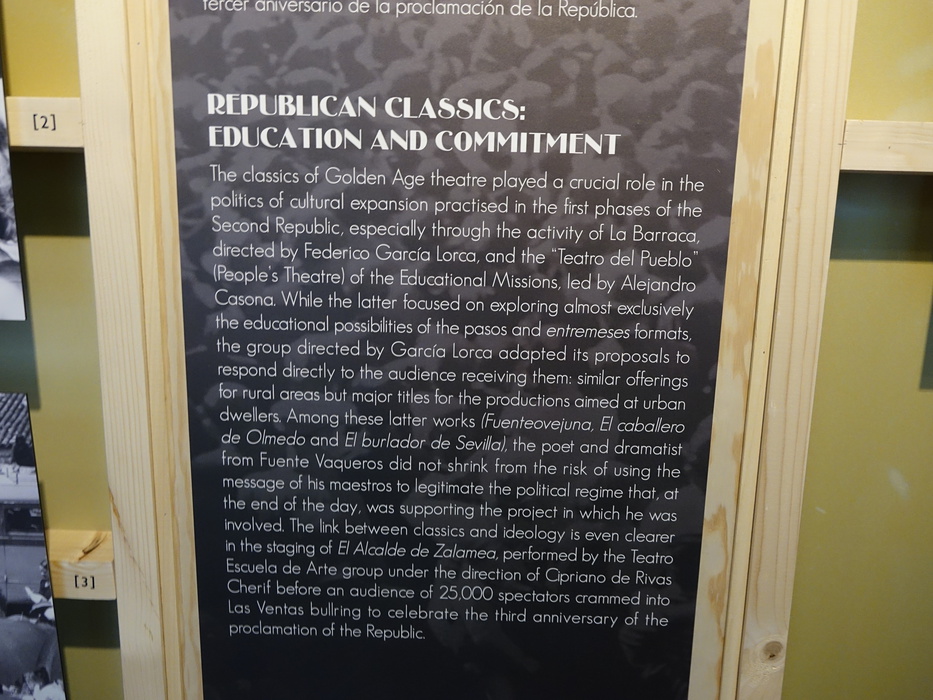 tercer aniversario de la proclamación de la República.
REPUBLICAN CLASSICS:
EDUCATION AND COMMITMENT
The classics of Golden Age theatre played a crucial role in the
politics of cultural expansion practised in the first phases of the
Second Republic, especially through the activity of La Barraca,
directed by Federico García Lorca, and the "Teatro del Pueblo"
(People's Theatre) of the Educational Missions, led by Alejandro
Casona. While the latter focused on exploring almost exclusively
the educational possibilities of the pasos and entremeses formats,
the group directed by García Lorca adapted its proposals to
respond directly to the audience receiving them: similar offerings
for rural areas but major titles for the productions aimed at urban
dwellers. Among these latter works (Fuenteovejuna, El caballero
de Olmedo and El burlador de Sevilla), the poet and dramatist
from Fuente Vaqueros did not shrink from the risk of using the
message of his maestros to legitimate the political regime that, at
the end of the day, was supporting the project in which he was
involved. The link between classics and ideology is even clearer
in the staging of El Alcalde de Zalamea, performed by the Teatro
Escuela de Arte group under the direction of Cipriano de Rivas
Cherif before an audience of 25,000 spectators crammed into
Las Ventas bullring to celebrate the third anniversary of the
proclamation of the Republic.
[2]
[3]